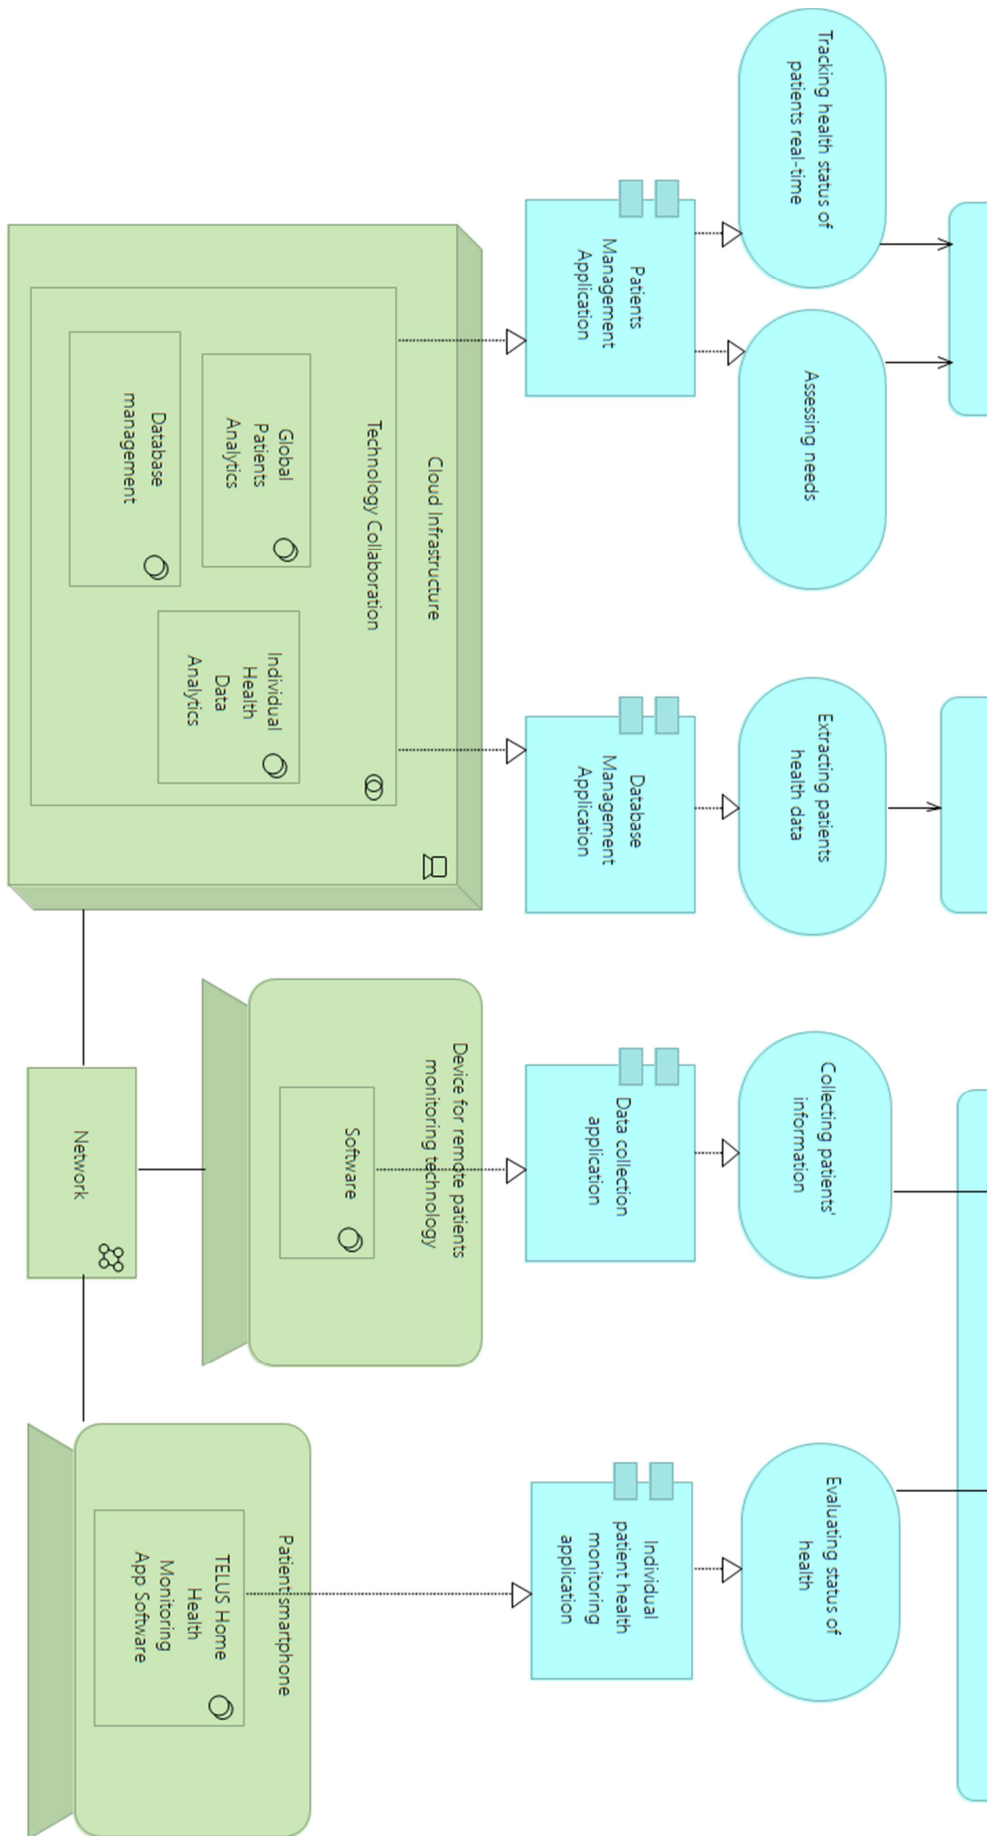 Tracking health status of
patients real-time
Assessing needs
Extracting patients
health data
Collecting patients'
information
Evaluating status of
health
Patients
Management
Application
Database
Management
Application
Data collection
application
Individual
patient health
monitoring
application
Cloud Infrastructure
Technology Collaboration
Global
Patients
Analytics
Individual
Health
Data
Analytics
Database
management
Device for remote patients
monitoring technology
Software
Patient smartphone
TELUS Home
Health
Monitoring
App Software
Network